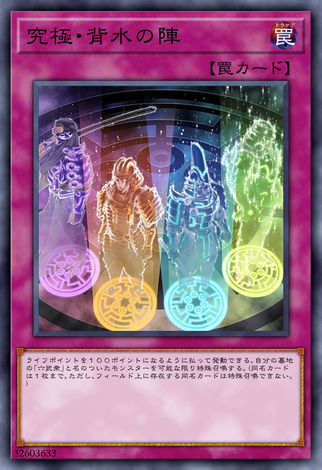 究極・背水の陣
トラップ
罠
【罠カード】
ライフポイントを１００ポイントになるように払って発動できる。自分の墓地
の「六武衆」と名のついたモンスターを可能な限り特殊召喚する。（同名カード
は１枚まで。ただし、フィールド上に存在する同名カードは特殊召喚できない。
）
32603633